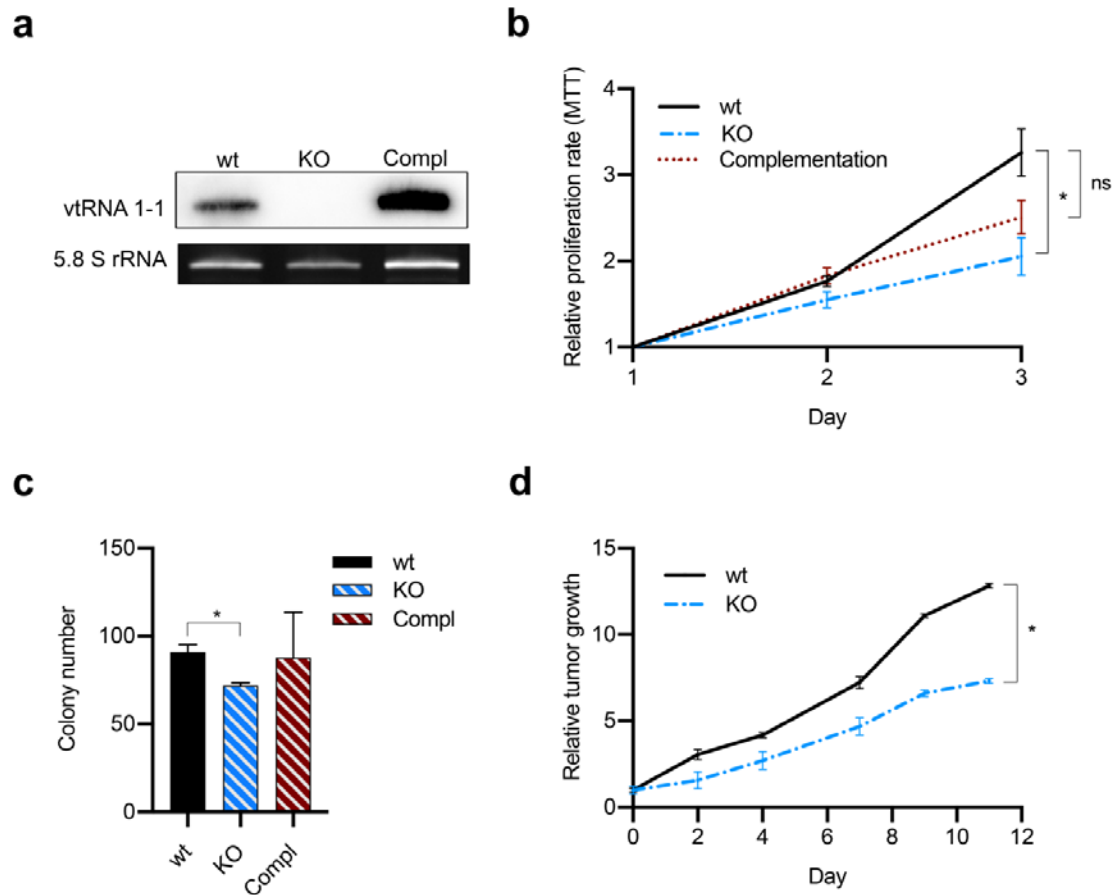 a
wt KO Compl
vtRNA 1-1
5.8 S rRNA
b
Relative proliferation rate (MTT)
4
3
2
1
wt
KO
Complementation
* ns
1 2 3
Day
c
Colony number
150
100
50
0
*
wt
KO
Compl
wt KO Compl
d
Relative tumor growth
15
10
5
0
wt
KO
*
0 2 4 6 8 10 12
Day